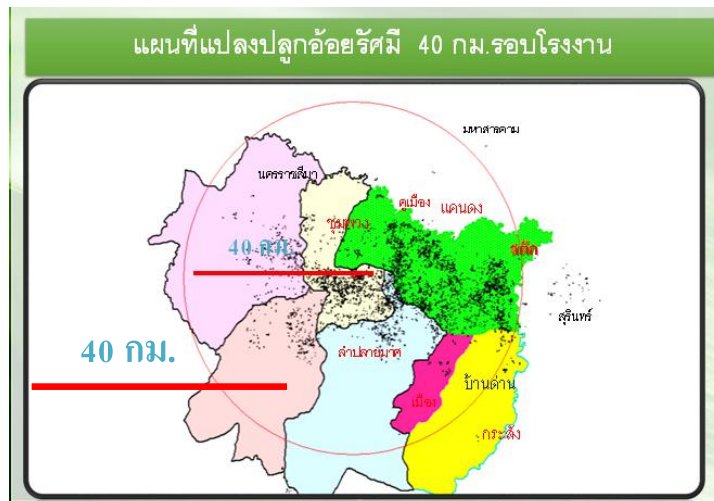 แผนที่แปลงปลูกอ้อยรัศมี 40 กม.รอบโรงงาน
มหาสารคาม
นครราชสีมา
คูเมือง
แคนดง
ชุมพวง
40 กม.
สตึก
สุรินทร์
40 กม.
ลำปลายมาศ
บ้านด่าน
เมือง
กระสัง